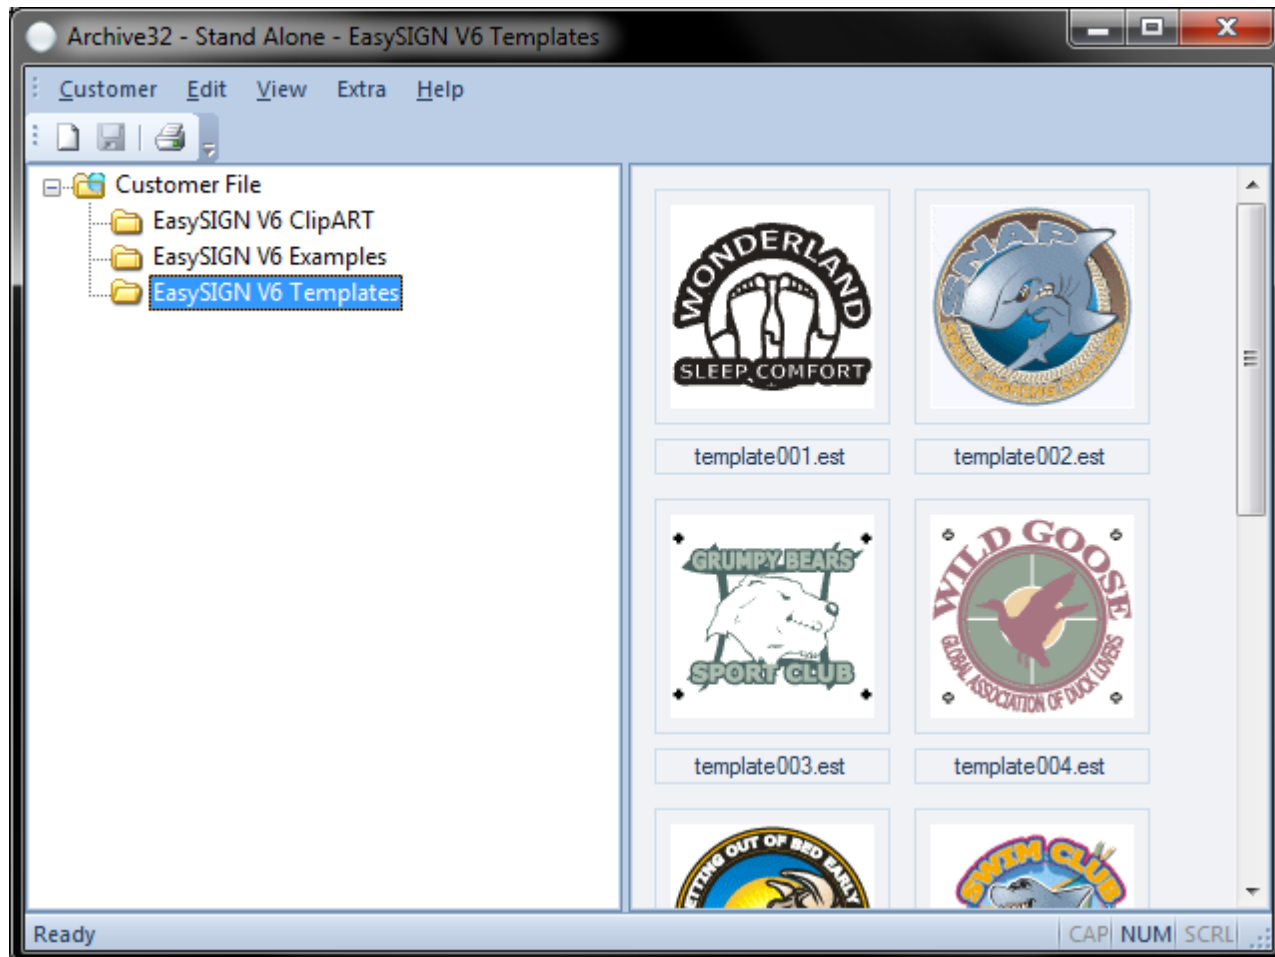 Archive32 - Stand Alone - EasySIGN V6 Templates
Customer Edit View Extra Help
Customer File
EasySIGN V6 ClipART
EasySIGN V6 Examples
EasySIGN V6 Templates
WONDERLAND
SLEEP COMFORT
SNAP
template001.est
template002.est
GRUMPY BEARS
SPORT CLUB
WILD GOOSE
GLOBAL ASSOCIATION OF DUCK LOVERS
template003.est
template004.est
OUT OF BED EARLY
SWIM CLUB
Ready
CAP NUM SCRL